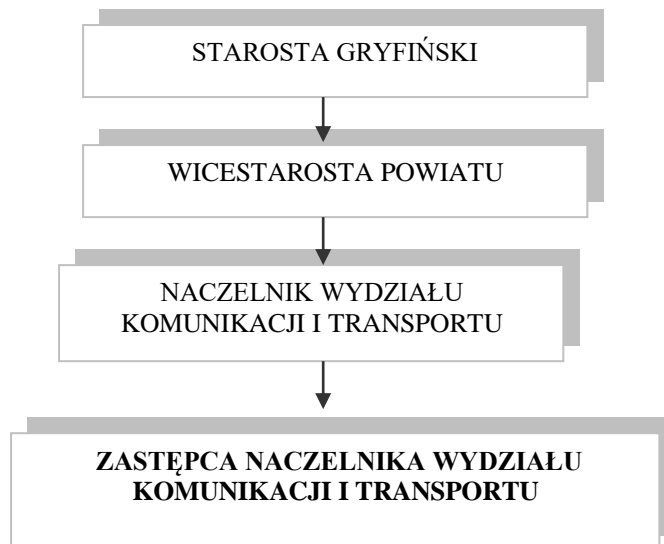 STAROSTA GRYFIŃSKI
WICESTAROSTA POWIATU
NACZELNIK WYDZIAŁU
KOMUNIKACJI I TRANSPORTU
ZASTĘPCA NACZELNIKA WYDZIAŁU
KOMUNIKACJI I TRANSPORTU